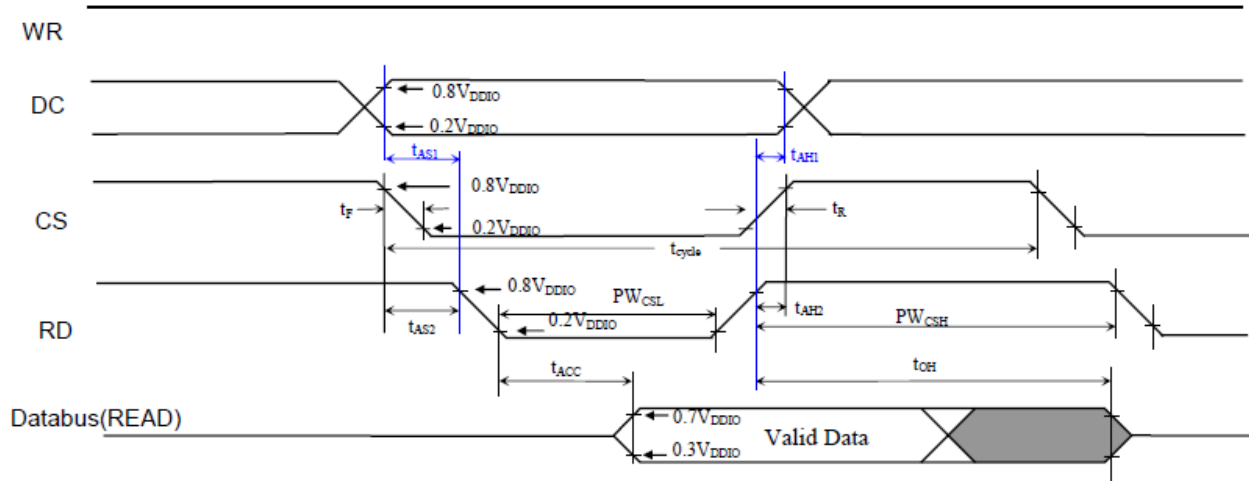 WR
DC
0.8VDDIO
0.2VDDIO
tAS1
tAH1
CS
0.8VDDIO
tF
0.2VDDIO
tR
tcycle
RD
0.8VDDIO
PWCSL
tAS2
0.2VDDIO
tAH2
PWCSH
tACC
tOH
Databus(READ)
0.7VDDIO
Valid Data
0.3VDDIO